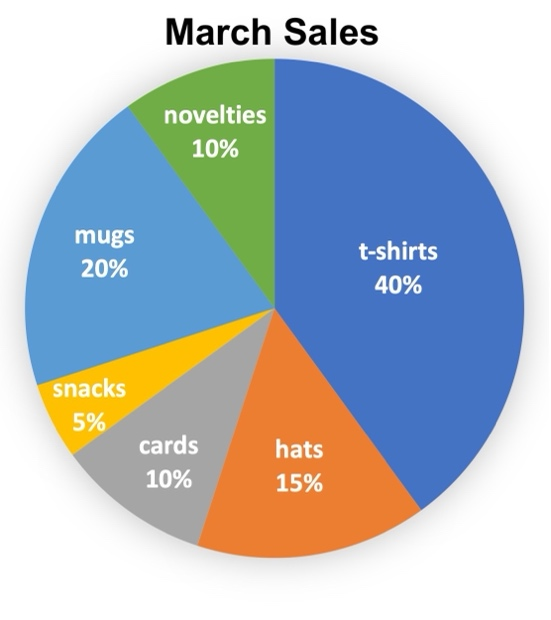 March Sales
novelties
10%
t-shirts
40%
mugs
20%
snacks
5%
cards
10%
hats
15%